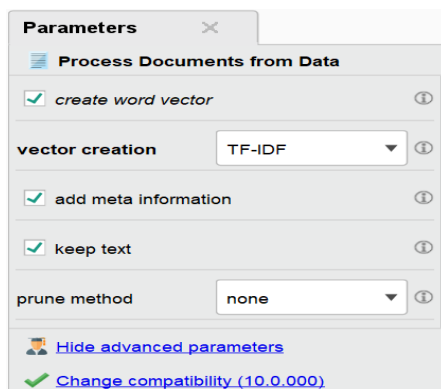 Parameters
Process Documents from Data
create word vector
vector creation TF-IDF
add meta information
keep text
prune method none
Hide advanced parameters
Change compatibility (10.0.000)